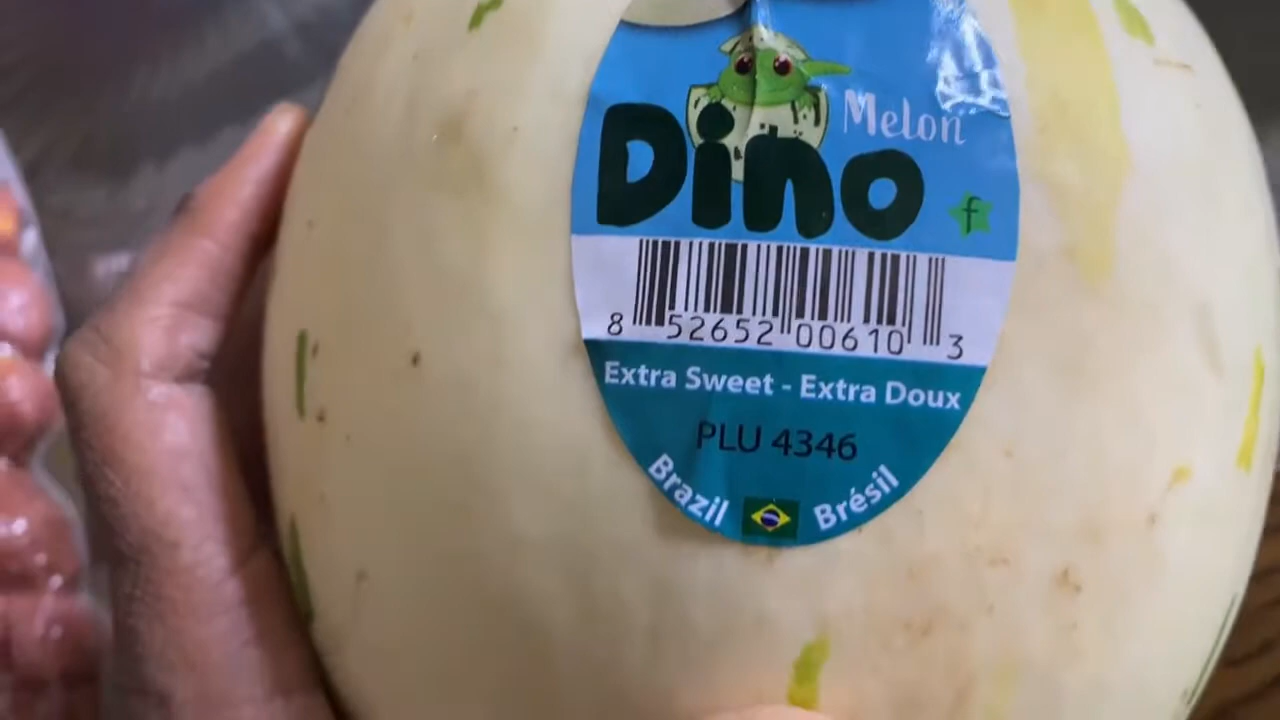 Melon
Dino
f
8 52652 00610 3
Extra Sweet - Extra Doux
PLU 4346
Brazil Brésil